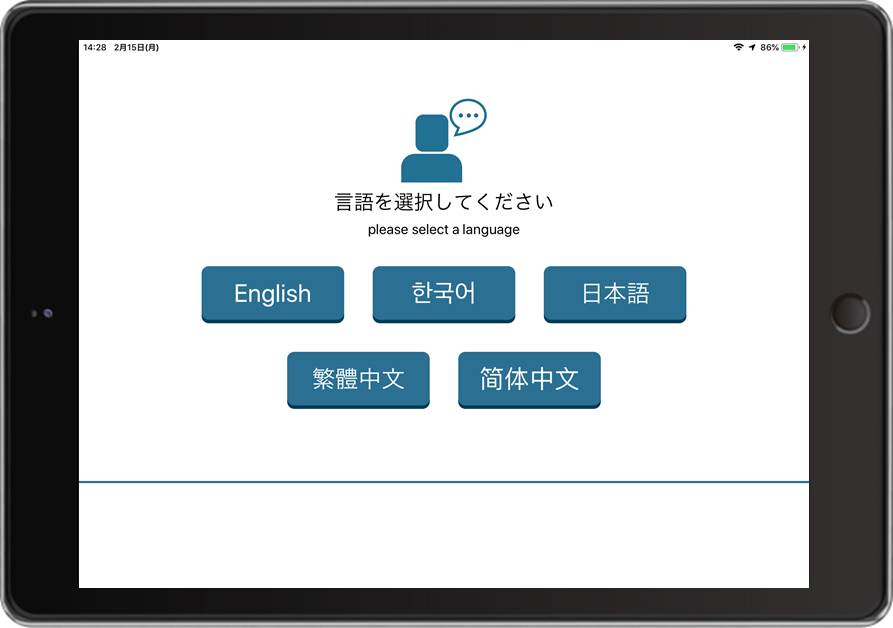 14:28 2月15日(月) 86%
言語を選択してください
please select a language
English 한국어 日本語
繁體中文 简体中文